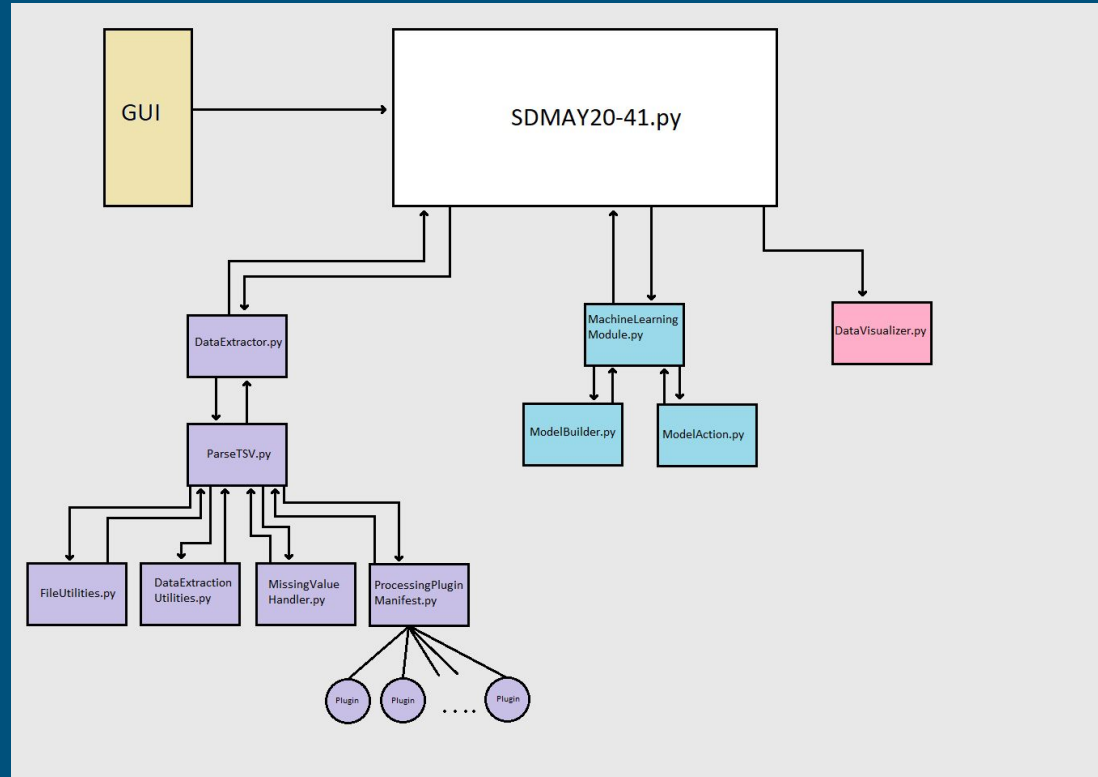 GUI
SDMAY20-41.py
DataExtractor.py
MachineLearning
Module.py
DataVisualizer.py
ModelBuilder.py
ModelAction.py
ParseTSV.py
FileUtilities.py
DataExtraction
Utilities.py
MissingValue
Handler.py
ProcessingPlugin
Manifest.py
Plugin
Plugin
. . . .
Plugin